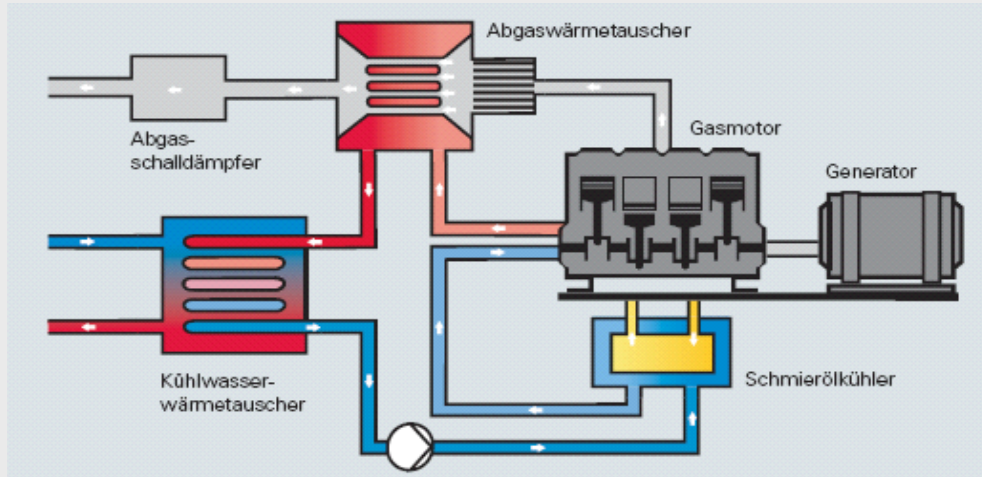 Abgaswärmetauscher
Abgas-
schalldämpfer
Gasmotor
Generator
Kühlwasser-
wärmetauscher
Schmierölkühler